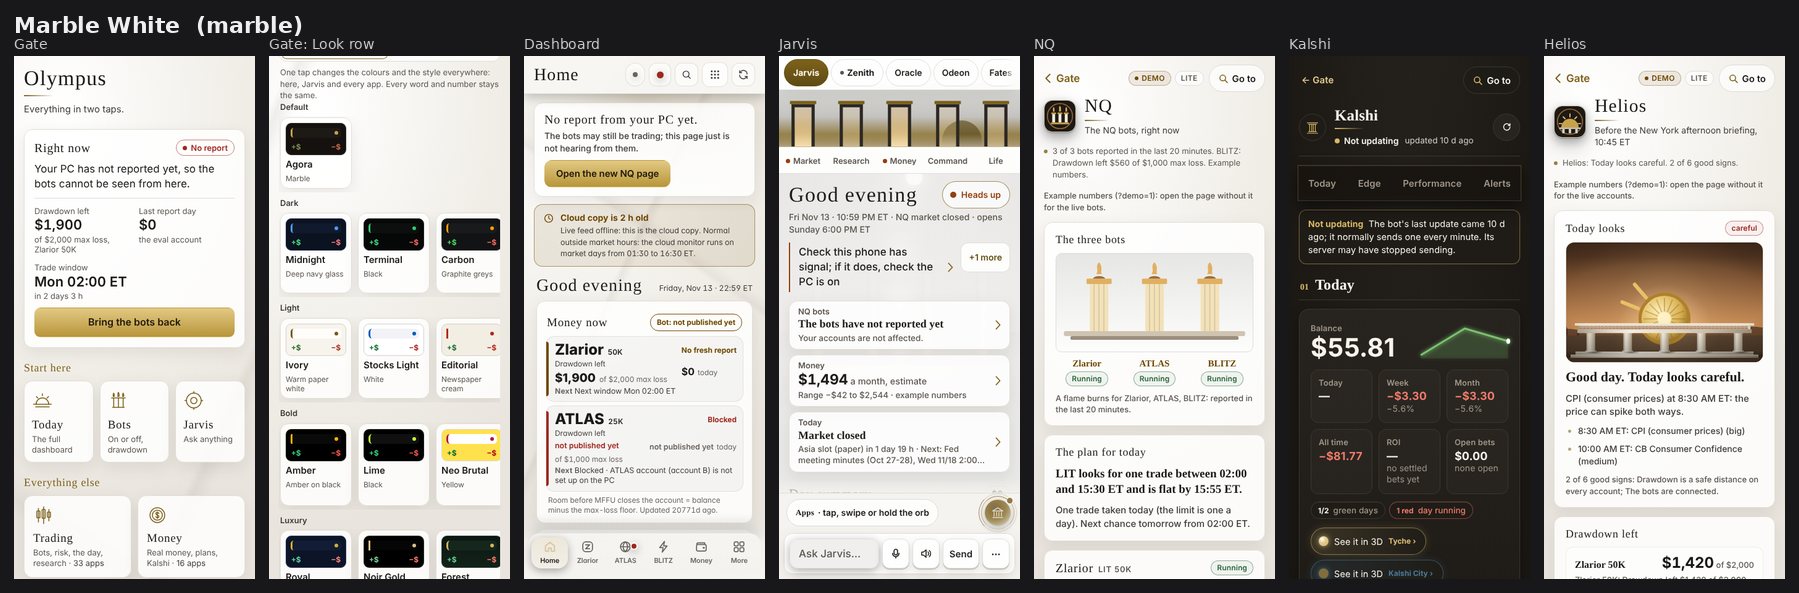 Marble White (marble)
Gate
Olympus
Everything in two taps.
Right now
No report
Your PC has not reported yet, so the
bots cannot be seen from here.
Drawdown left
Last report day
$1,900
$0
of $2,000 max loss,
Zlarior 50K
the eval account
Trade window
Mon 02:00 ET
in 2 days 3 h
Bring the bots back
Start here
Today
The full
dashboard
Bots
On or off,
drawdown
Jarvis
Ask anything
Everything else
Trading
Bots, risk, the day,
research · 33 apps
Money
Real money, plans,
Kalshi · 16 apps
Gate: Look row
One tap changes the colours and the style everywhere:
here, Jarvis and every app. Every word and number stays
the same.
Default
+$ −$
Agora
Marble
Dark
+$ −$
+$ −$
+$ −$
Midnight
Deep navy glass
Terminal
Black
Carbon
Graphite greys
Light
+$ −$
+$ −$
+$ −$
Ivory
Warm paper
white
Stocks Light
White
Editorial
Newspaper
cream
Bold
+$ −$
+$ −$
+$ −$
Amber
Amber on black
Lime
Black
Neo Brutal
Yellow
Luxury
+$ −$
+$ −$
+$ −$
Royal
Noir Gold
Forest
Dashboard
Home
No report from your PC yet.
The bots may still be trading; this page just is
not hearing from them.
Open the new NQ page
Cloud copy is 2 h old
Live feed offline: this is the cloud copy. Normal
outside market hours: the cloud monitor runs on
market days from 01:30 to 16:30 ET.
Good evening
Friday, Nov 13 · 22:59 ET
Money now
Bot: not published yet
Zlarior 50K
No fresh report
Drawdown left
$1,900 of $2,000 max loss
$0 today
Next Next window Mon 02:00 ET
ATLAS 25K
Blocked
Drawdown left
not published yet
not published yet today
of $1,000 max loss
Next Blocked · ATLAS account (account B) is not
set up on the PC
Room before MFFU closes the account = balance
minus the max-loss floor. Updated 20771d ago.
Home
Zlarior
ATLAS
BLITZ
Money
More
Jarvis
Jarvis
Zenith
Oracle
Odeon
Fates
Market
Research
Money
Command
Life
Good evening
Heads up
Fri Nov 13 · 10:59 PM ET · NQ market closed · opens
Sunday 6:00 PM ET
Check this phone has
signal; if it does, check the
PC is on
+1 more
NQ bots
The bots have not reported yet
Your accounts are not affected.
Money
$1,494 a month, estimate
Range −$42 to $2,544 · example numbers
Today
Market closed
Asia slot (paper) in 1 day 19 h · Next: Fed
meeting minutes (Oct 27-28), Wed 11/18 2:00...
Apps · tap, swipe or hold the orb
Ask Jarvis...
Send
NQ
Gate
DEMO
LITE
Go to
NQ
The NQ bots, right now
3 of 3 bots reported in the last 20 minutes. BLITZ:
Drawdown left $560 of $1,000 max loss. Example
numbers.
Example numbers (?demo=1): open the page without it
for the live bots.
The three bots
Zlarior
ATLAS
BLITZ
Running
Running
Running
A flame burns for Zlarior, ATLAS, BLITZ: reported in
the last 20 minutes.
The plan for today
LIT looks for one trade between 02:00
and 15:30 ET and is flat by 15:55 ET.
One trade taken today (the limit is one a
day). Next chance tomorrow from 02:00 ET.
Zlarior LIT 50K
Running
Kalshi
Gate
Go to
Kalshi
Not updating updated 10 d ago
Today
Edge
Performance
Alerts
Not updating The bot's last update came 10 d
ago; it normally sends one every minute. Its
server may have stopped sending.
01 Today
Balance
$55.81
Today
—
Week
−$3.30
−5.6%
Month
−$3.30
−5.6%
All time
−$81.77
ROI
—
no settled
bets yet
Open bets
$0.00
none open
1/2 green days
1 red day running
See it in 3D Tyche ›
See it in 3D Kalshi City ›
Helios
Gate
DEMO
LITE
Go to
Helios
Before the New York afternoon briefing,
10:45 ET
Helios: Today looks careful. 2 of 6 good signs.
Example numbers (?demo=1): open the page without it
for the live accounts.
Today looks
careful
Good day. Today looks careful.
CPI (consumer prices) at 8:30 AM ET: the
price can spike both ways.
8:30 AM ET: CPI (consumer prices) (big)
10:00 AM ET: CB Consumer Confidence
(medium)
2 of 6 good signs: Drawdown is a safe distance on
every account; The bots are connected.
Drawdown left
Zlarior 50K
$1,420 of $2,000